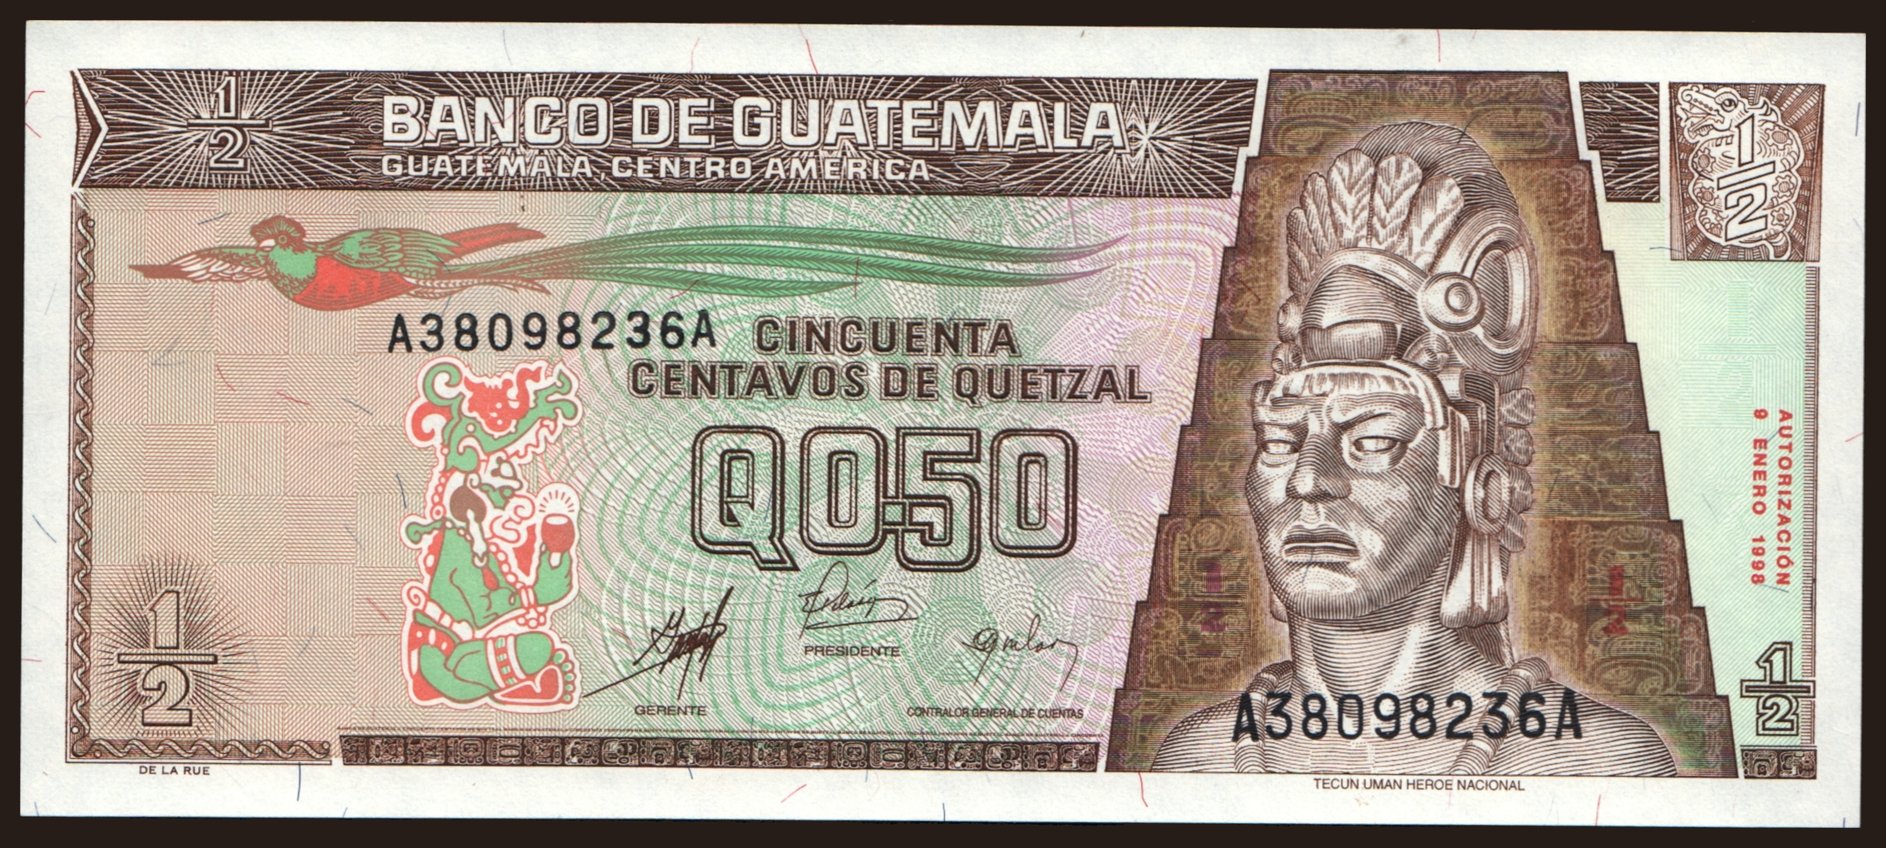 1/2
BANCO DE GUATEMALA
GUATEMALA, CENTRO AMERICA
1/2
A38098236A
CINCUENTA
CENTAVOS DE QUETZAL
Q0.50
AUTORIZACIÓN
9 ENERO 1998
1/2
GERENTE
PRESIDENTE
CONTRALOR GENERAL DE CUENTAS
A38098236A
1/2
DE LA RUE
TECUN UMAN HEROE NACIONAL